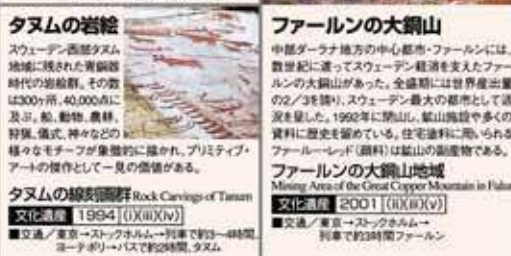 タヌムの岩絵
スウェーデン西部タヌム
地域に残された青銅器
時代の岩絵群。その数
は300ヶ所、40,000点に
及ぶ。船、動物、農耕、
狩猟、儀式、神々などの
様々なモチーフが象徴的に描かれ、プリミティブ・
アートの傑作として一見の価値がある。
タヌムの線刻画群 Rock Carvings of Tanum
文化遺産 1994 (i)(iii)(iv)
■交通／東京→ストックホルム→列車で約3〜4時間、
ヨーテボリ→バスで約2時間、タヌム
ファールンの大銅山
中部ダーラナ地方の中心都市・ファールンには、
数世紀に渡ってスウェーデン経済を支えたファー
ルンの大銅山があった。全盛期には世界産出量
の2/3を誇り、スウェーデン最大の都市として活
況を呈した。1992年に閉山し、鉱山施設や多くの
資料に歴史を留めている。住宅塗料に用いられる
ファールーレッド(顔料)は鉱山の副産物である。
ファールンの大銅山地域
Mining Area of the Great Copper Mountain in Falun
文化遺産 2001 (ii)(iii)(v)
■交通／東京→ストックホルム→
列車で約3時間ファールン